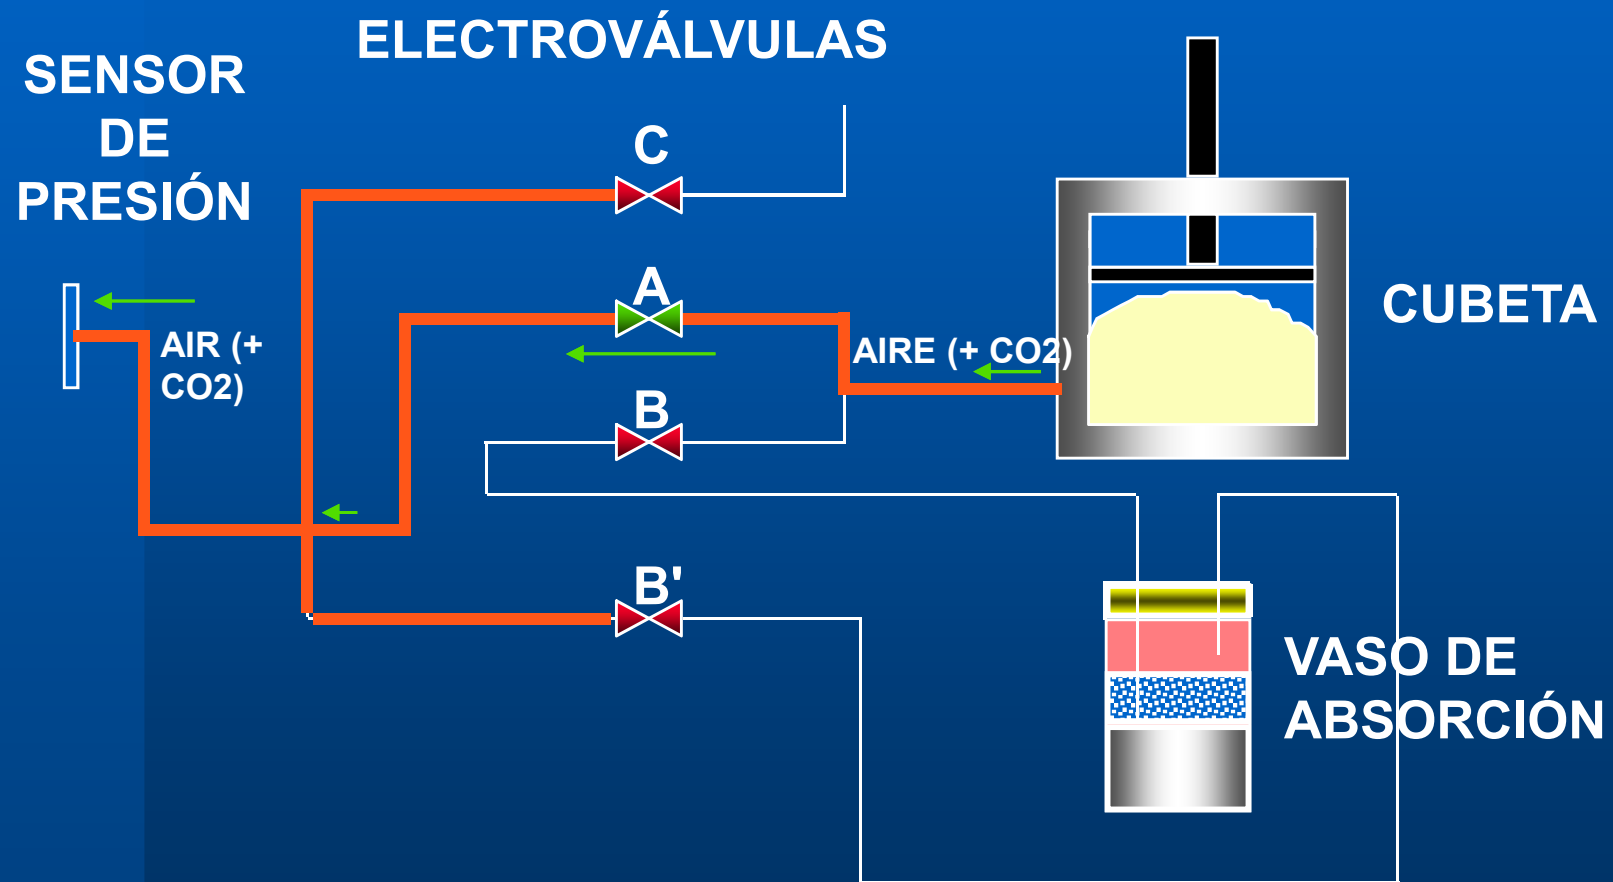 ELECTROVÁLVULAS
SENSOR
DE
PRESIÓN
C
A
CUBETA
AIR (+
CO2)
AIRE (+ CO2)
B
B'
VASO DE
ABSORCIÓN